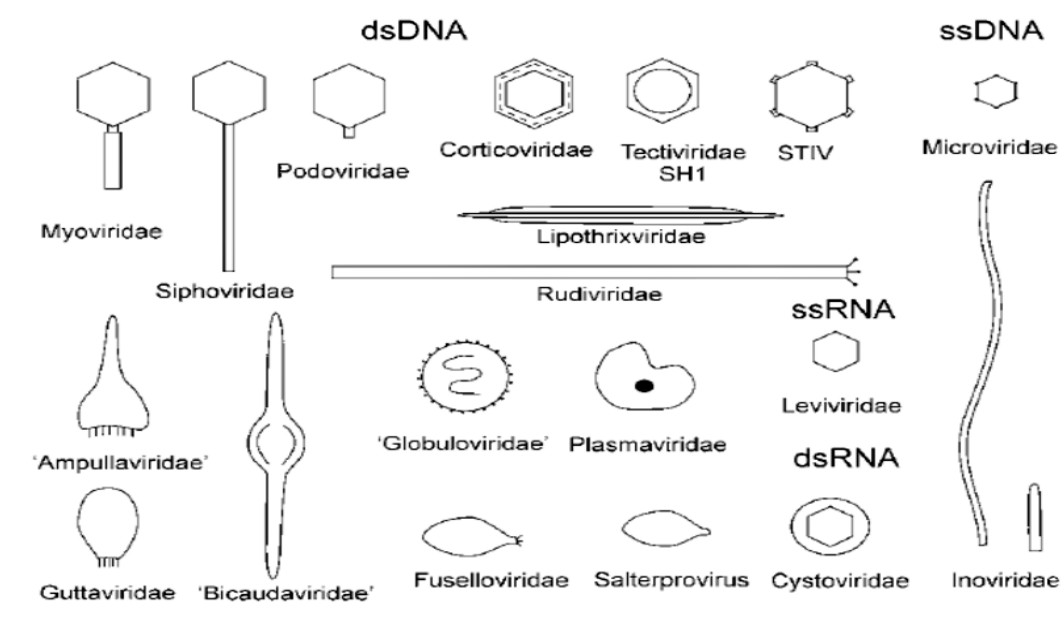 dsDNA
ssDNA
Corticoviridae
Tectiviridae
SH1
STIV
Microviridae
Podoviridae
Myoviridae
Lipothrixviridae
Siphoviridae
Rudiviridae
ssRNA
Leviviridae
'Ampullaviridae'
'Globuloviridae'
Plasmaviridae
dsRNA
Guttaviridae
'Bicaudaviridae'
Fuselloviridae
Salterprovirus
Cystoviridae
Inoviridae